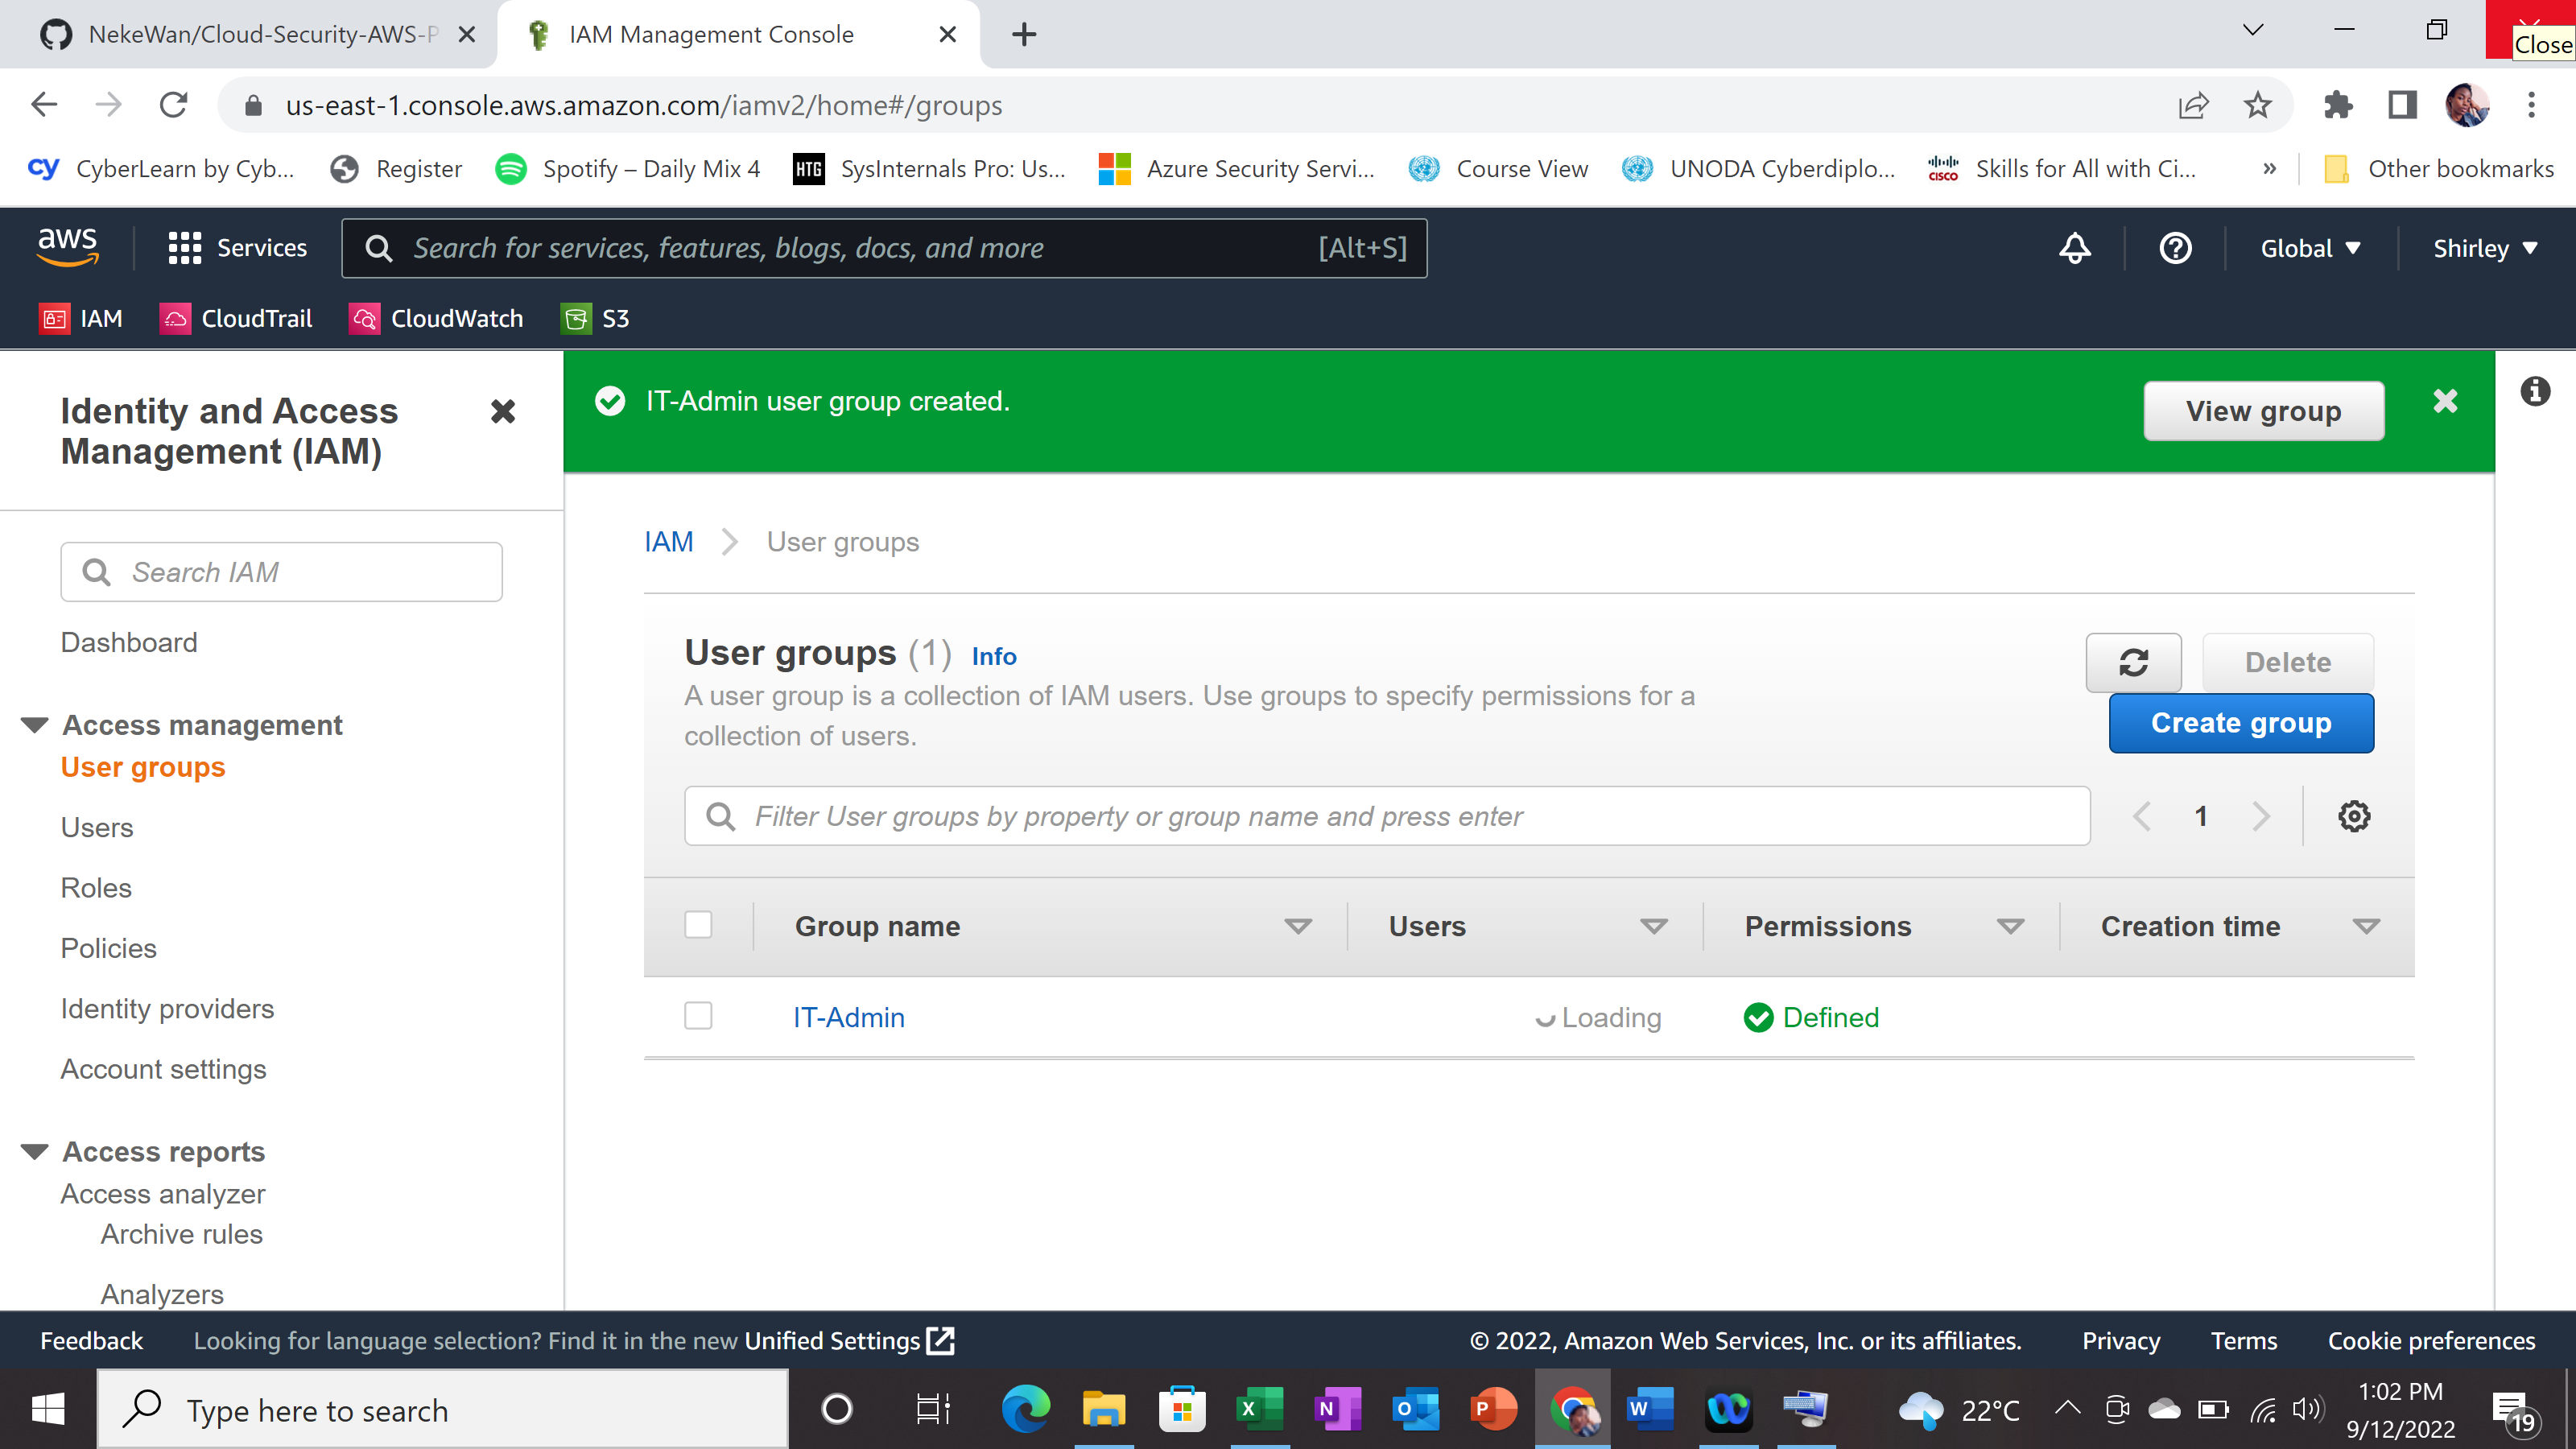 NekeWan/Cloud-Security-AWS-P
IAM Management Console
Close
us-east-1.console.aws.amazon.com/iamv2/home#/groups
cy CyberLearn by Cyb...
Register
Spotify – Daily Mix 4
HTG SysInternals Pro: Us...
Azure Security Servi...
Course View
UNODA Cyberdiplo...
CISCO Skills for All with Ci...
»
Other bookmarks
aws
Services
Search for services, features, blogs, docs, and more [Alt+S]
Global
Shirley
IAM
CloudTrail
CloudWatch
S3
Identity and Access
Management (IAM)
Search IAM
Dashboard
Access management
User groups
Users
Roles
Policies
Identity providers
Account settings
Access reports
Access analyzer
Archive rules
Analyzers
IT-Admin user group created.
View group
IAM
User groups
User groups (1) Info
A user group is a collection of IAM users. Use groups to specify permissions for a
collection of users.
Delete
Create group
Filter User groups by property or group name and press enter
1
Group name
Users
Permissions
Creation time
IT-Admin
Loading
Defined
Feedback
Looking for language selection? Find it in the new Unified Settings
© 2022, Amazon Web Services, Inc. or its affiliates.
Privacy
Terms
Cookie preferences
Type here to search
X
N
O
P
W
22°C
1:02 PM
9/12/2022
19